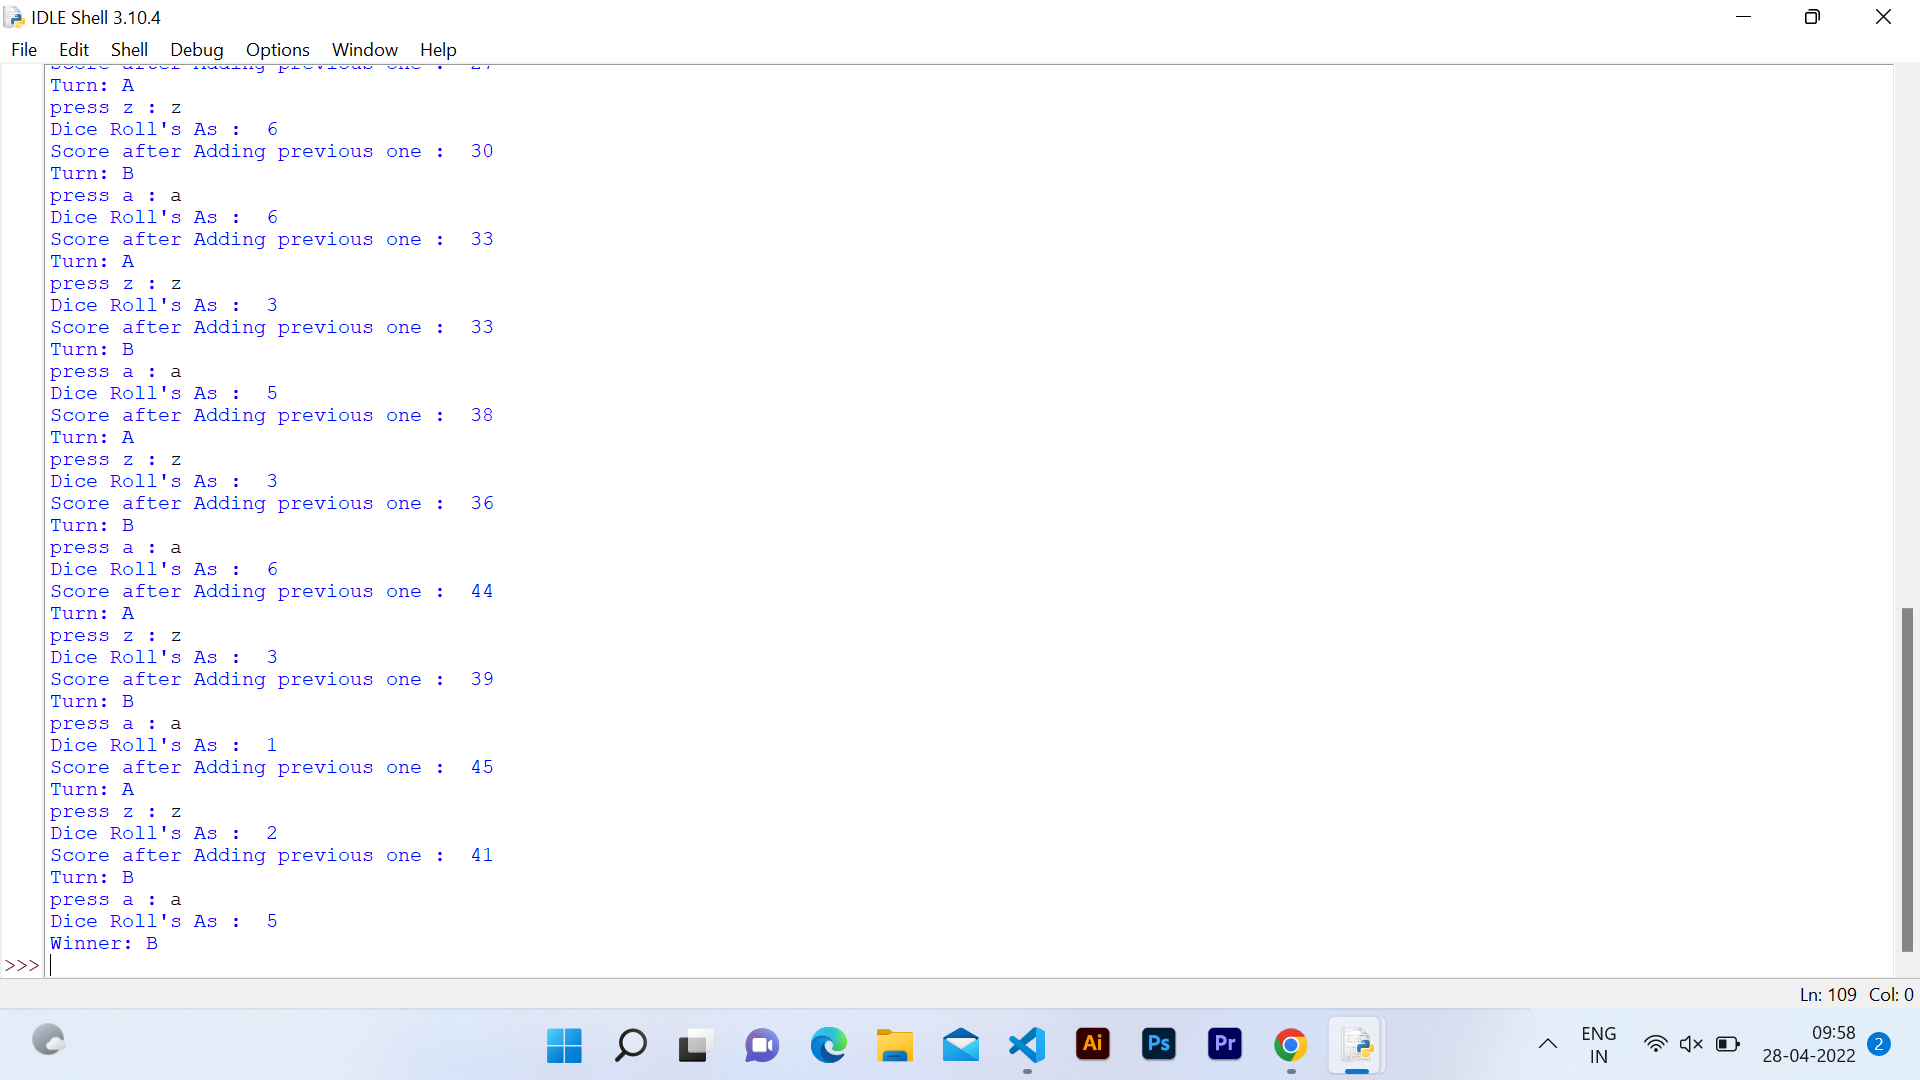 IDLE Shell 3.10.4
File Edit Shell Debug Options Window Help
Score after Adding previous one :  27
Turn: A
press z : z
Dice Roll's As :  6
Score after Adding previous one :  30
Turn: B
press a : a
Dice Roll's As :  6
Score after Adding previous one :  33
Turn: A
press z : z
Dice Roll's As :  3
Score after Adding previous one :  33
Turn: B
press a : a
Dice Roll's As :  5
Score after Adding previous one :  38
Turn: A
press z : z
Dice Roll's As :  3
Score after Adding previous one :  36
Turn: B
press a : a
Dice Roll's As :  6
Score after Adding previous one :  44
Turn: A
press z : z
Dice Roll's As :  3
Score after Adding previous one :  39
Turn: B
press a : a
Dice Roll's As :  1
Score after Adding previous one :  45
Turn: A
press z : z
Dice Roll's As :  2
Score after Adding previous one :  41
Turn: B
press a : a
Dice Roll's As :  5
Winner: B
>>>
Ln: 109 Col: 0
Ai Ps Pr
ENG 09:58
IN 28-04-2022 2